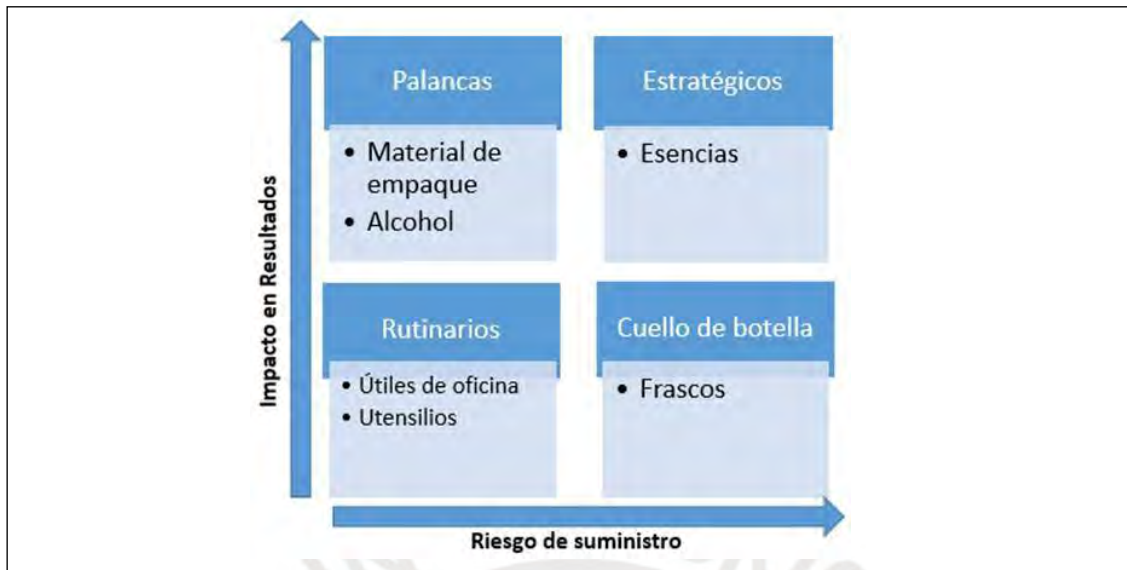 Impacto en Resultados
Palancas
• Material de
empaque
• Alcohol
Estratégicos
• Esencias
Rutinarios
• Útiles de oficina
• Utensilios
Cuello de botella
• Frascos
Riesgo de suministro